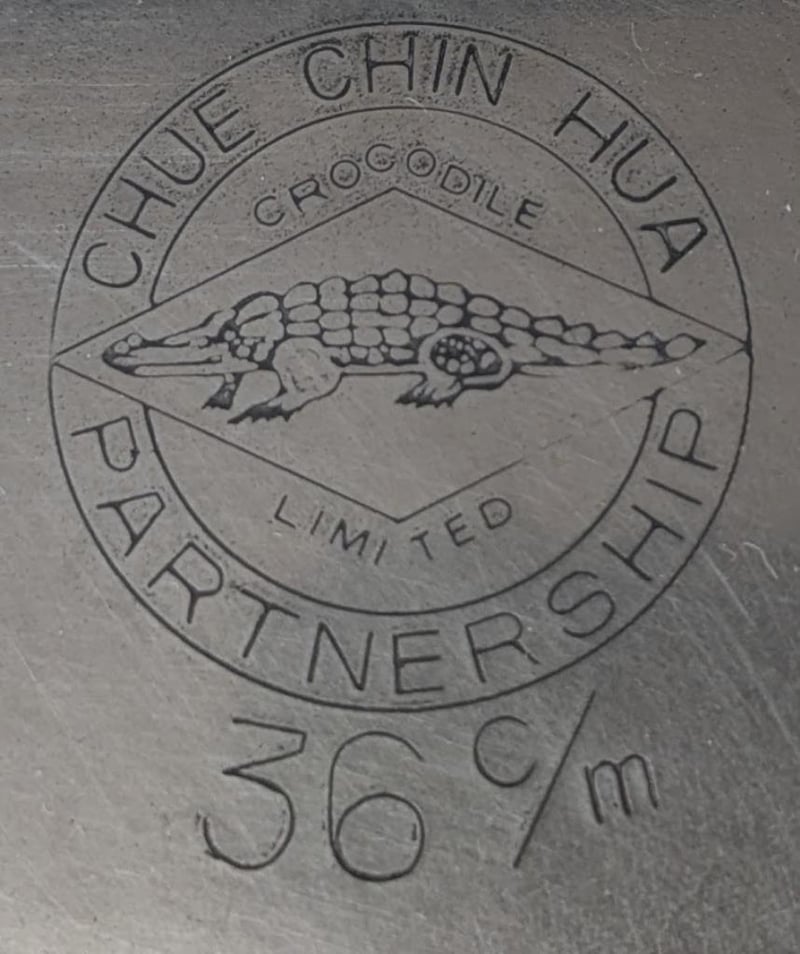 CHUE CHIN HUA
CROCODILE
LIMITED
PARTNERSHIP
36 c/m